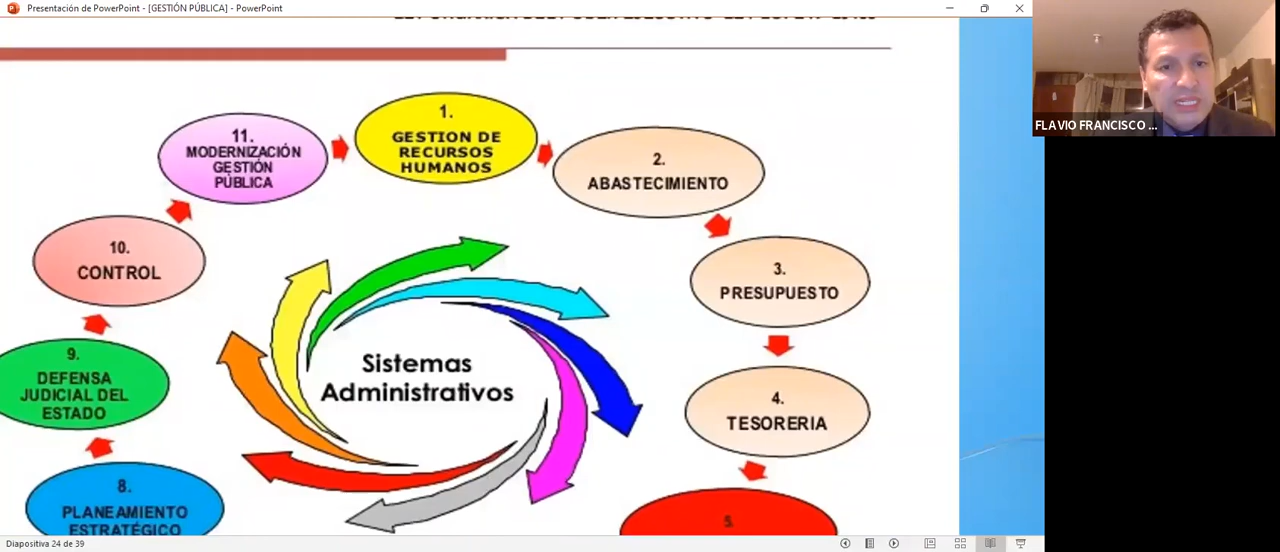 Presentación de PowerPoint - [GESTIÓN PÚBLICA] - PowerPoint
FLAVIO FRANCISCO ...
1.
GESTION DE
RECURSOS
HUMANOS
2.
ABASTECIMIENTO
3.
PRESUPUESTO
4.
TESORERIA
5.
8.
PLANEAMIENTO
ESTRATÉGICO
9.
DEFENSA
JUDICIAL DEL
ESTADO
10.
CONTROL
11.
MODERNIZACIÓN
GESTIÓN
PÚBLICA
Sistemas
Administrativos
Diapositiva 24 de 39